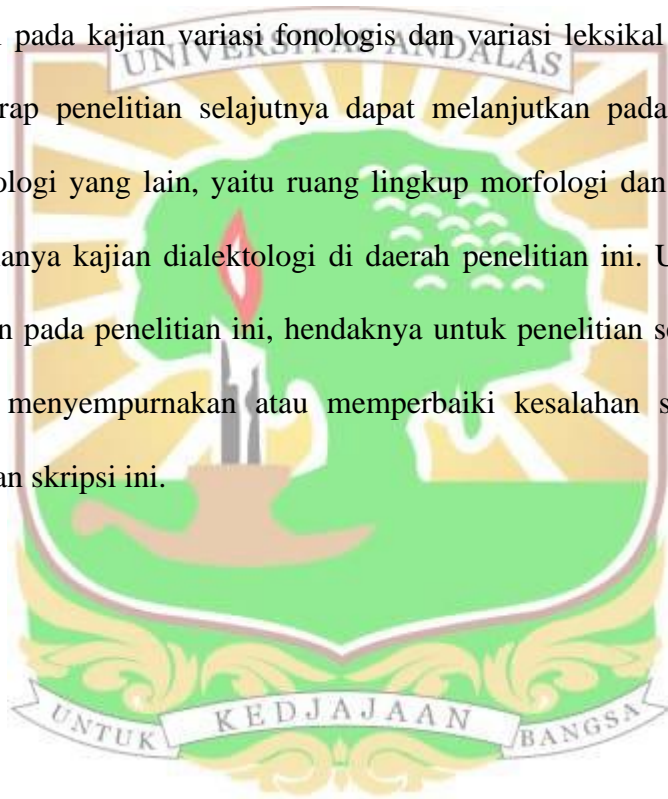 pada kajian variasi fonologis dan variasi leksikal
UNIVERSITAS ANDALAS
rap penelitian selajutnya dapat melanjutkan pada
ologi yang lain, yaitu ruang lingkup morfologi dan
anya kajian dialektologi di daerah penelitian ini. U
n pada penelitian ini, hendaknya untuk penelitian se
menyempurnakan atau memperbaiki kesalahan s
an skripsi ini.
UNTUK KEDJAJAAN BANGSA